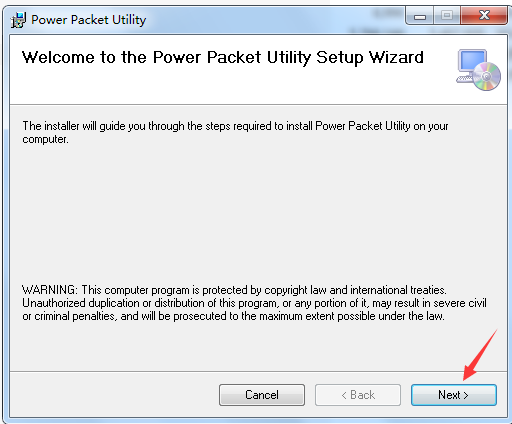 Power Packet Utility
Welcome to the Power Packet Utility Setup Wizard
The installer will guide you through the steps required to install Power Packet Utility on your
computer.
WARNING: This computer program is protected by copyright law and international treaties.
Unauthorized duplication or distribution of this program, or any portion of it, may result in severe civil
or criminal penalties, and will be prosecuted to the maximum extent possible under the law.
Cancel
< Back
Next >